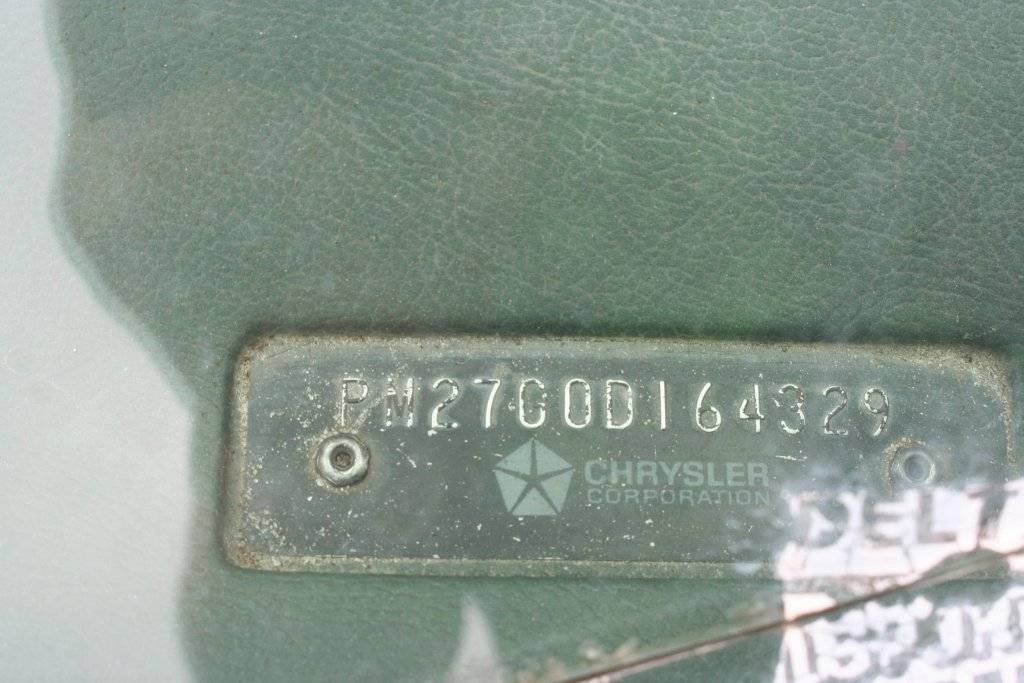 PM27G0D164329
CHRYSLER
CORPORATION